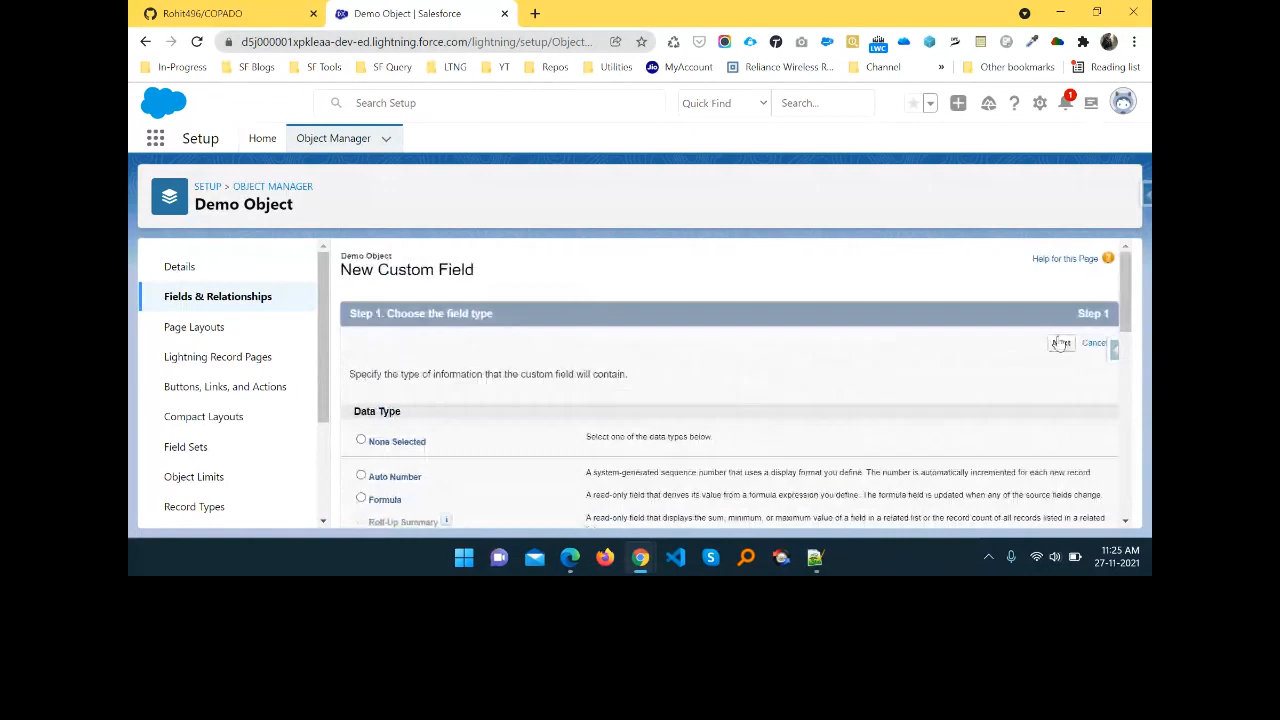 Rohit496/COPADO
Demo Object | Salesforce
d5j000001xpkleaa-dev-ed.lightning.force.com/lightning/setup/Object...
LWC
In-Progress
SF Blogs
SF Tools
SF Query
LTNG
YT
Repos
Utilities
Jio MyAccount
Reliance Wireless R...
Channel
»
Other bookmarks
Reading list
Search Setup
Quick Find
Search...
1
Setup
Home
Object Manager
SETUP > OBJECT MANAGER
Demo Object
Details
Fields & Relationships
Page Layouts
Lightning Record Pages
Buttons, Links, and Actions
Compact Layouts
Field Sets
Object Limits
Record Types
Demo Object
New Custom Field
Help for this Page
Step 1. Choose the field type
Step 1
Cancel
Specify the type of information that the custom field will contain.
Data Type
None Selected
Select one of the data types below.
Auto Number
A system-generated sequence number that uses a display format you define. The number is automatically incremented for each new record.
Formula
A read-only field that derives its value from a formula expression you define. The formula field is updated when any of the source fields change.
Roll-Up Summary
A read-only field that displays the sum, minimum, or maximum value of a field in a related list or the record count of all records listed in a related
11:25 AM
27-11-2021